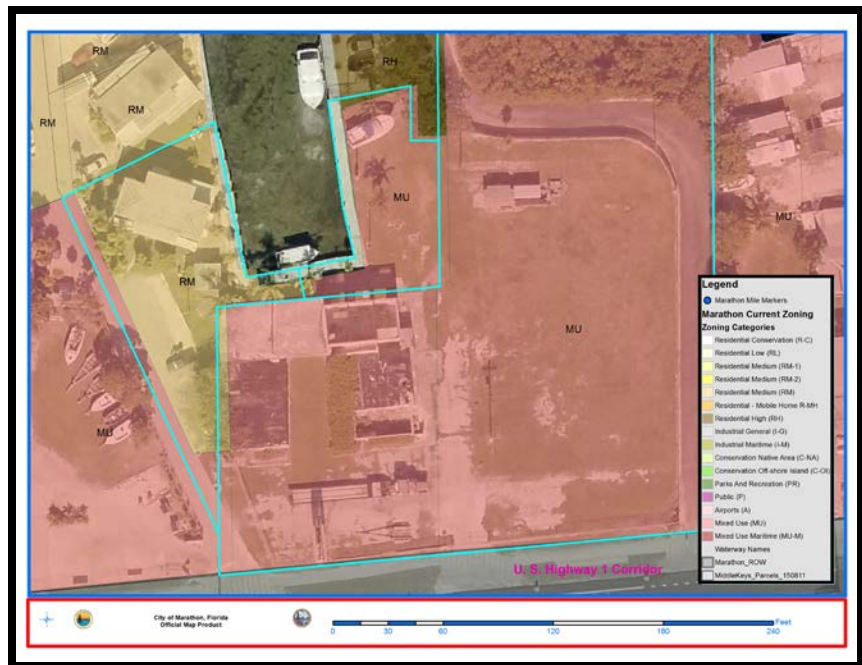 RM
RH
RM
RM
MU
MU
RM
MU
MU
Legend
Marathon Mile Markers
Marathon Current Zoning
Zoning Categories
Residential Conservation (R-C)
Residential Low (RL)
Residential Medium (RM-1)
Residential Medium (RM-2)
Residential Medium (RM)
Residential - Mobile Home R-MH
Residential High (RH)
Industrial General (I-G)
Industrial Maritime (I-M)
Conservation Native Area (C-NA)
Conservation Off-shore Island (C-OI)
Parks And Recreation (PR)
Public (P)
Airports (A)
Mixed Use (MU)
Mixed Use Maritime (MU-M)
Waterway Names
Marathon_ROW
MiddleKeys_Parcels_150811
U. S. Highway 1 Corridor
City of Marathon, Florida
Official Map Product
Feet
0 30 60 120 180 240